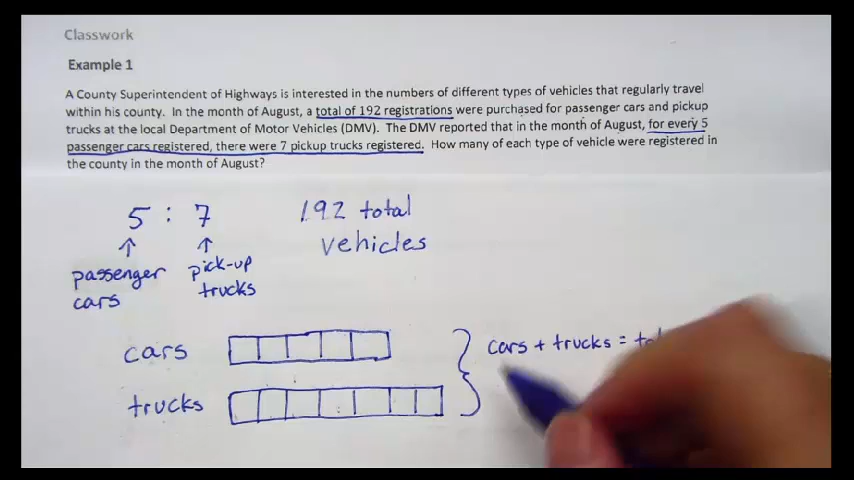 Classwork
Example 1
A County Superintendent of Highways is interested in the numbers of different types of vehicles that regularly travel
within his county. In the month of August, a total of 192 registrations were purchased for passenger cars and pickup
trucks at the local Department of Motor Vehicles (DMV). The DMV reported that in the month of August, for every 5
passenger cars registered, there were 7 pickup trucks registered. How many of each type of vehicle were registered in
the county in the month of August?
5 : 7
192 total
vehicles
passenger
cars
pick-up
trucks
cars
trucks
cars + trucks =